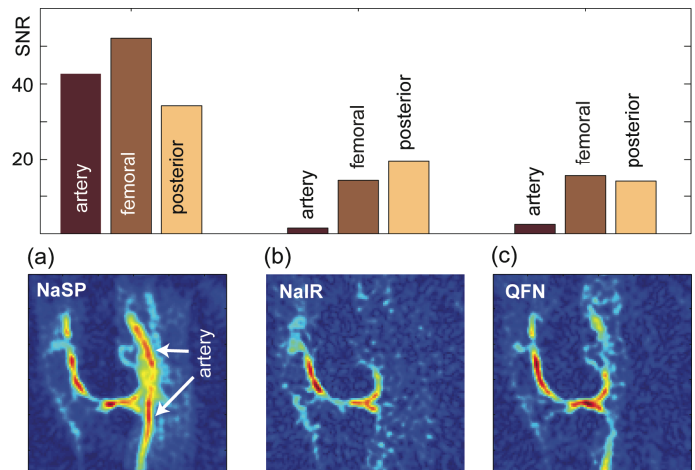 SNR
40
20
artery
femoral
posterior
artery
femoral
posterior
artery
femoral
posterior
(a)
(b)
(c)
NaSP
NaIR
QFN
artery